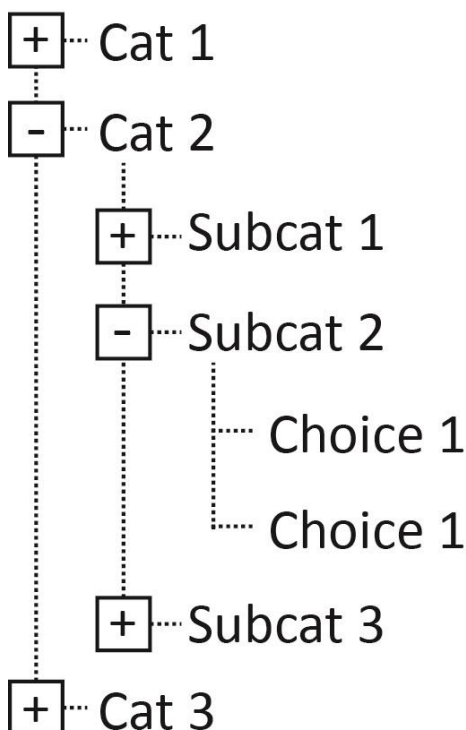 + Cat 1
- Cat 2
+ Subcat 1
- Subcat 2
Choice 1
Choice 1
+ Subcat 3
+ Cat 3